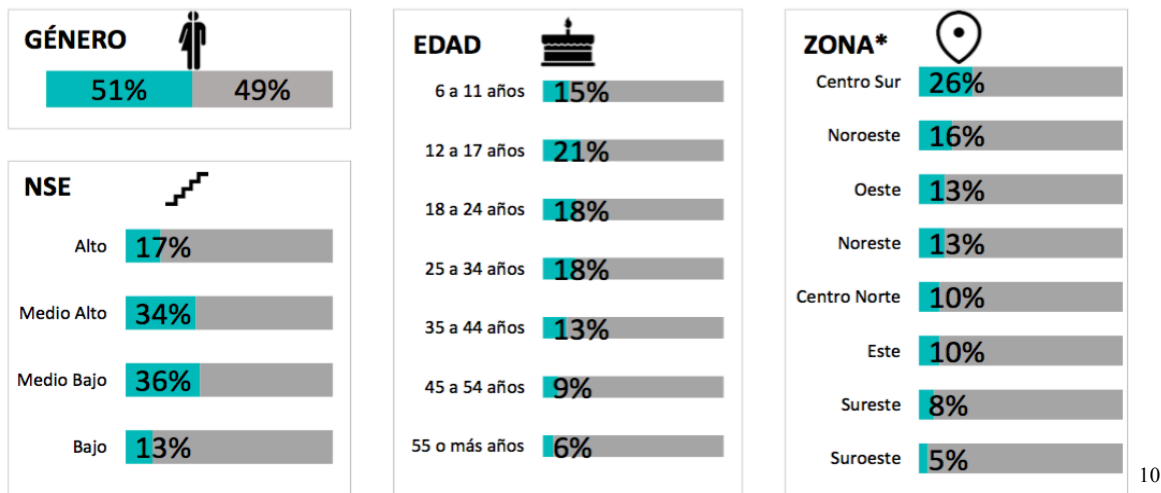 GÉNERO
51% 49%
NSE
Alto 17%
Medio Alto 34%
Medio Bajo 36%
Bajo 13%
EDAD
6 a 11 años 15%
12 a 17 años 21%
18 a 24 años 18%
25 a 34 años 18%
35 a 44 años 13%
45 a 54 años 9%
55 o más años 6%
ZONA*
Centro Sur 26%
Noroeste 16%
Oeste 13%
Noreste 13%
Centro Norte 10%
Este 10%
Sureste 8%
Suroeste 5%
10